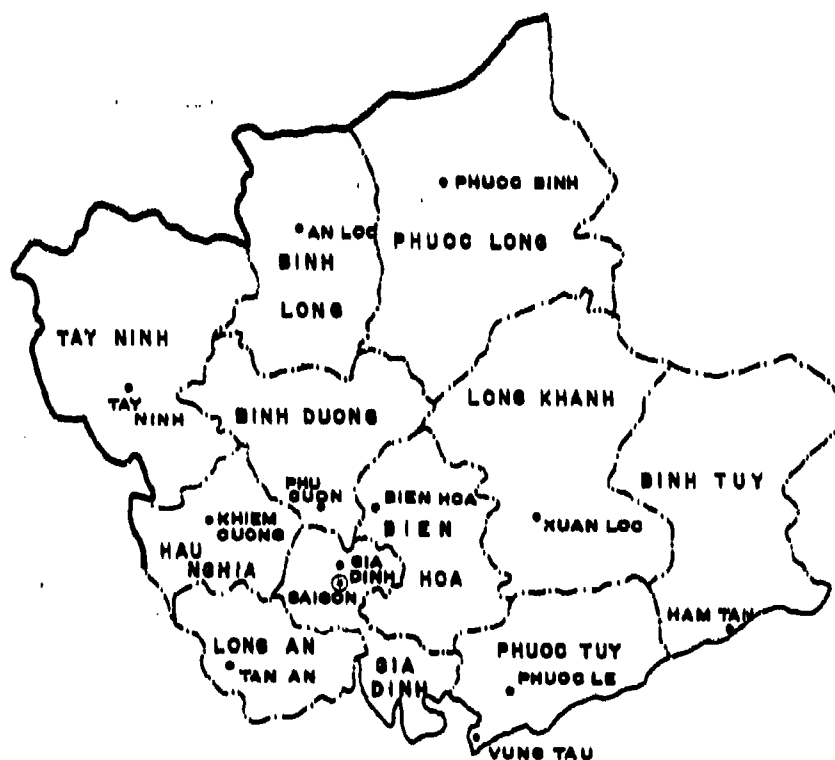 PHUOC BINH
AN LOC
PHUOC LONG
BINH
LONG
TAY NINH
TAY
NINH
BINH DUONG
LONG KHANH
BINH TUY
PHU
CUON
BIEN HOA
BIEN
HOA
KHIEM
CUONG
XUAN LOC
HAU
NGHIA
GIA
DINH
SAIGON
LONG AN
TAN AN
GIA
DINH
PHUOC TUY
PHUOC LE
HAM TAN
VUNG TAU